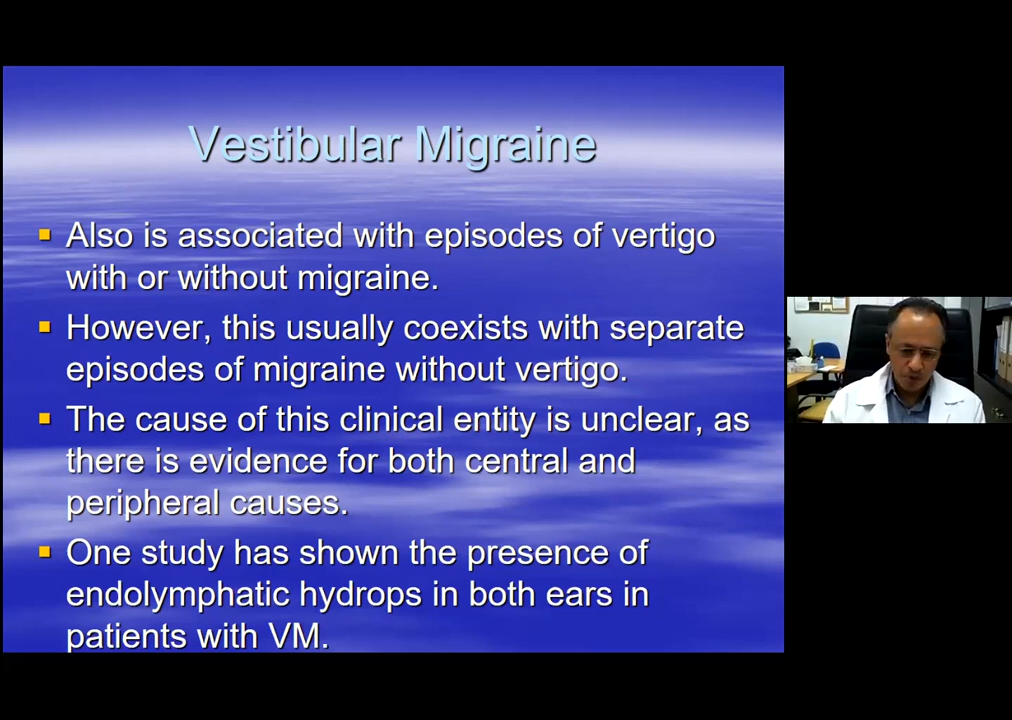 Vestibular Migraine
Also is associated with episodes of vertigo
with or without migraine.
However, this usually coexists with separate
episodes of migraine without vertigo.
The cause of this clinical entity is unclear, as
there is evidence for both central and
peripheral causes.
One study has shown the presence of
endolymphatic hydrops in both ears in
patients with VM.